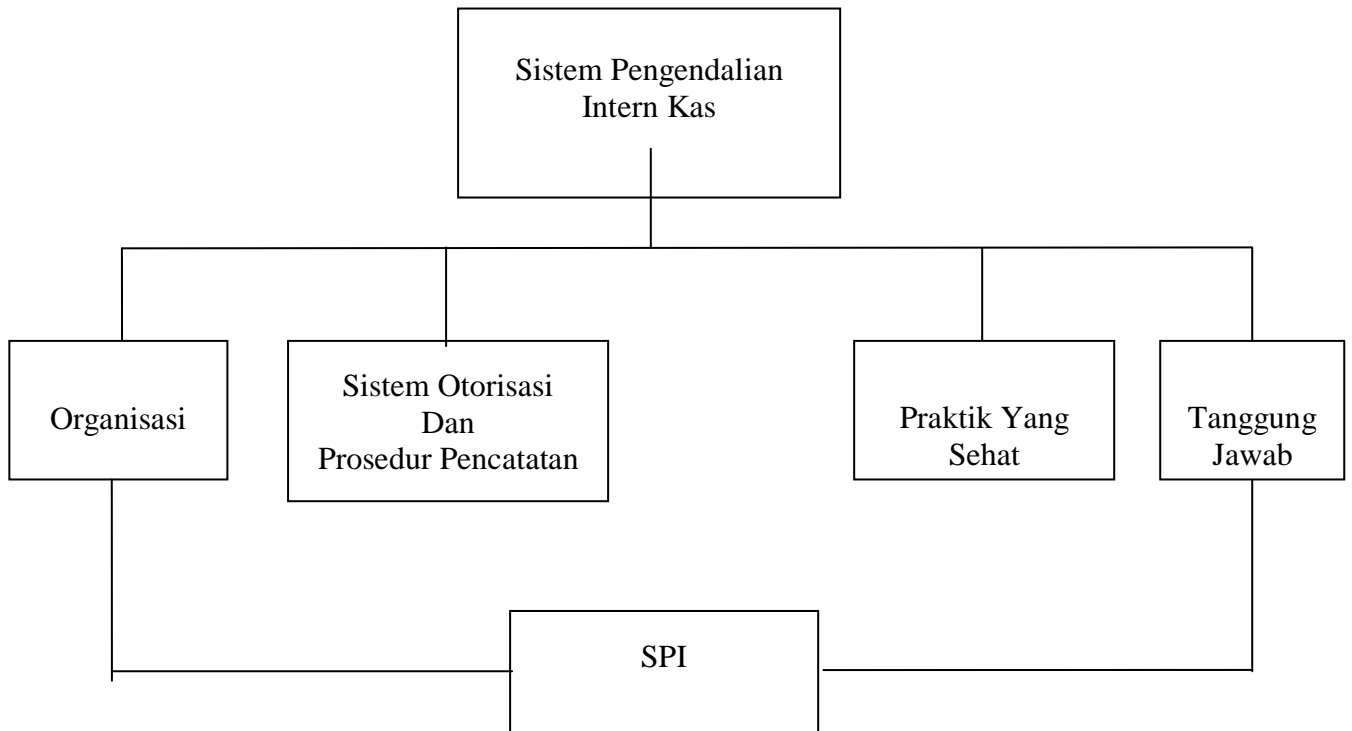 Sistem Pengendalian
Intern Kas
Organisasi
Sistem Otorisasi
Dan
Prosedur Pencatatan
Praktik Yang
Sehat
Tanggung
Jawab
SPI